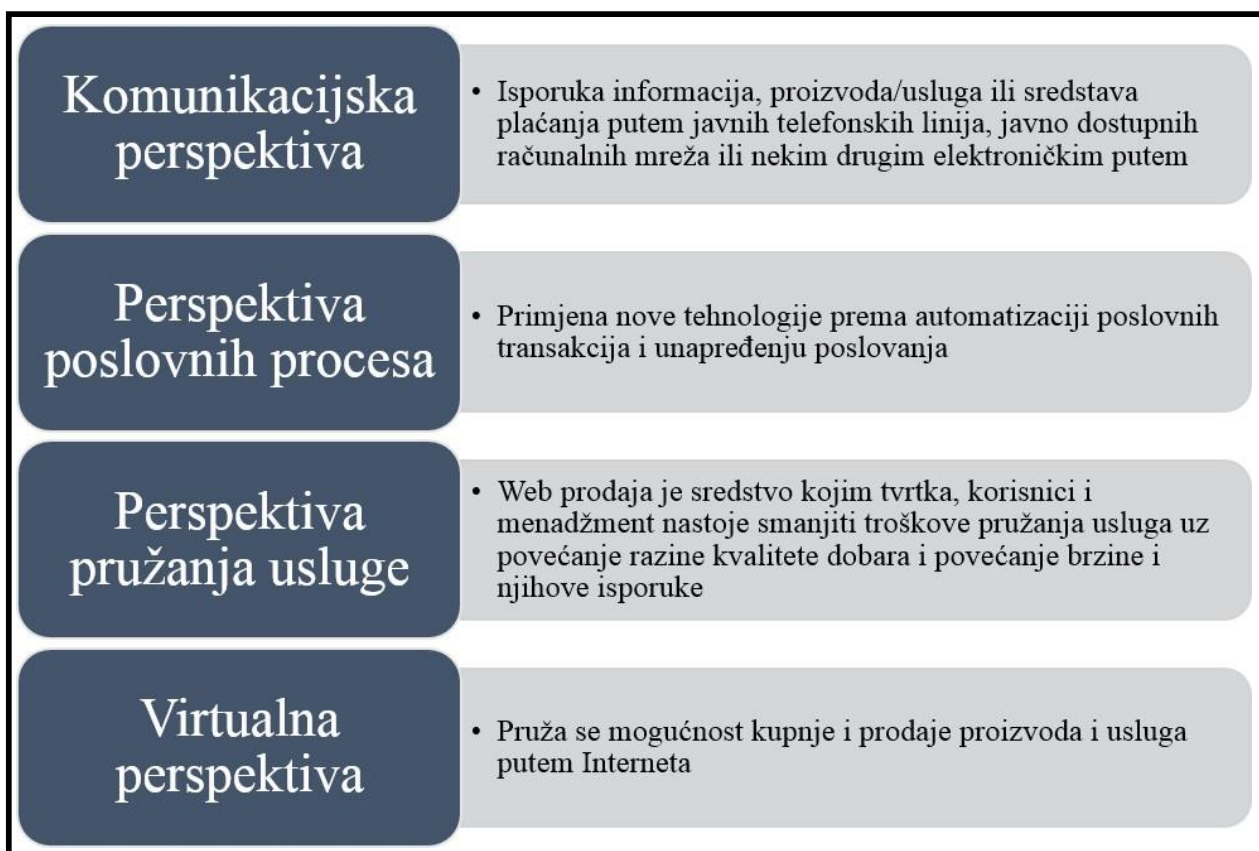 Komunikacijska
perspektiva
• Isporuka informacija, proizvoda/usluga ili sredstava
plaćanja putem javnih telefonskih linija, javno dostupnih
računalnih mreža ili nekim drugim elektroničkim putem
Perspektiva
poslovnih procesa
• Primjena nove tehnologije prema automatizaciji poslovnih
transakcija i unapređenju poslovanja
Perspektiva
pružanja usluge
• Web prodaja je sredstvo kojim tvrtka, korisnici i
menadžment nastoje smanjiti troškove pružanja usluga uz
povećanje razine kvalitete dobara i povećanje brzine i
njihove isporuke
Virtualna
perspektiva
• Pruža se mogućnost kupnje i prodaje proizvoda i usluga
putem Interneta